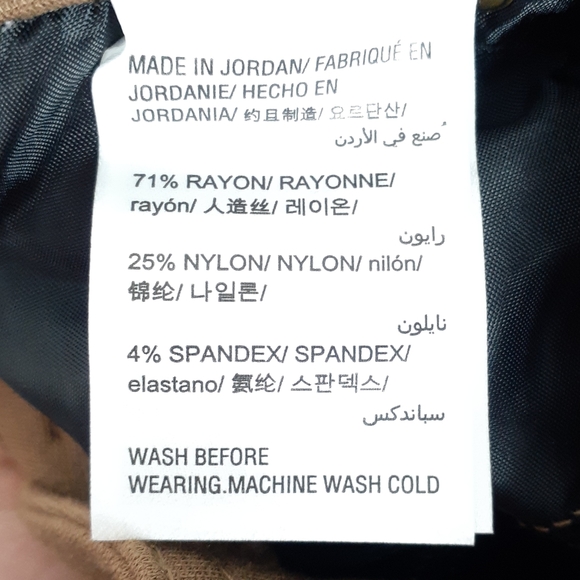 MADE IN JORDAN/ FABRIQUÉ EN
JORDANIE/ HECHO EN
JORDANIA/ 约旦制造/ 요르단산/
صنع في الأردن
71% RAYON/ RAYONNE/
rayón/ 人造丝/ 레이온/
رايون
25% NYLON/ NYLON/ nilón/
锦纶/ 나일론/
نايلون
4% SPANDEX/ SPANDEX/
elastano/ 氨纶/ 스판덱스/
سباندكس
WASH BEFORE
WEARING.MACHINE WASH COLD